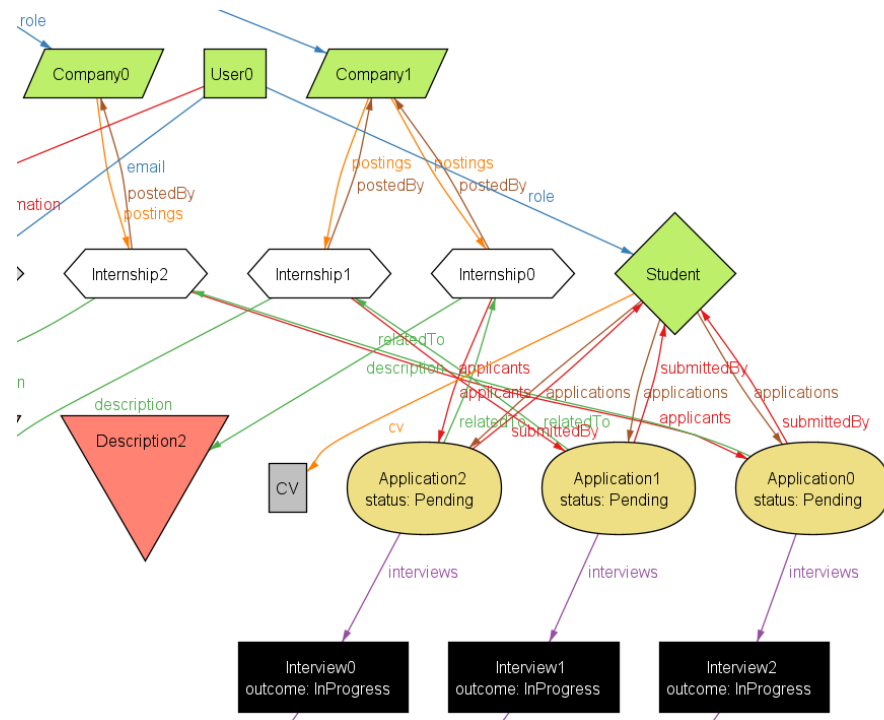 role
Company0
User0
Company1
email
postings
postings
mation
postedBy
postings
postedBy
postedBy
role
Internship2
Internship1
Internship0
Student
relatedTo
description
applicants
submittedBy
n
applicants
applications
applications
applications
description
cv
relatedTo
relatedTo
applicants
submittedBy
submittedBy
Description2
CV
Application2
status: Pending
Application1
status: Pending
Application0
status: Pending
interviews
interviews
interviews
Interview0
outcome: InProgress
Interview1
outcome: InProgress
Interview2
outcome: InProgress